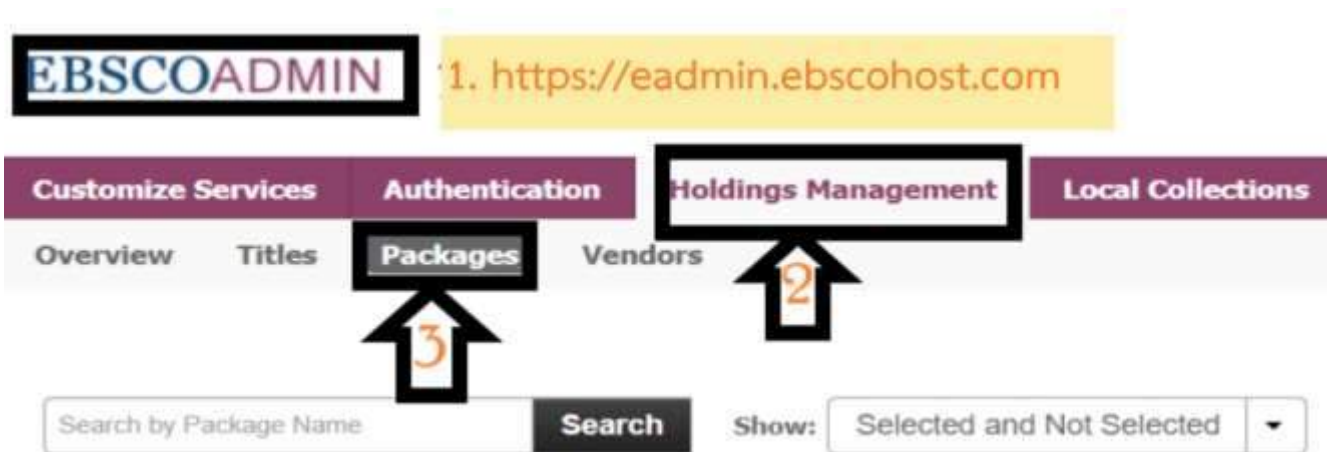 EBSCOADMIN 1. https://eadmin.ebscohost.com
Customize Services Authentication Holdings Management Local Collections
Overview Titles Packages Vendors
2
3
Search by Package Name Search Show: Selected and Not Selected